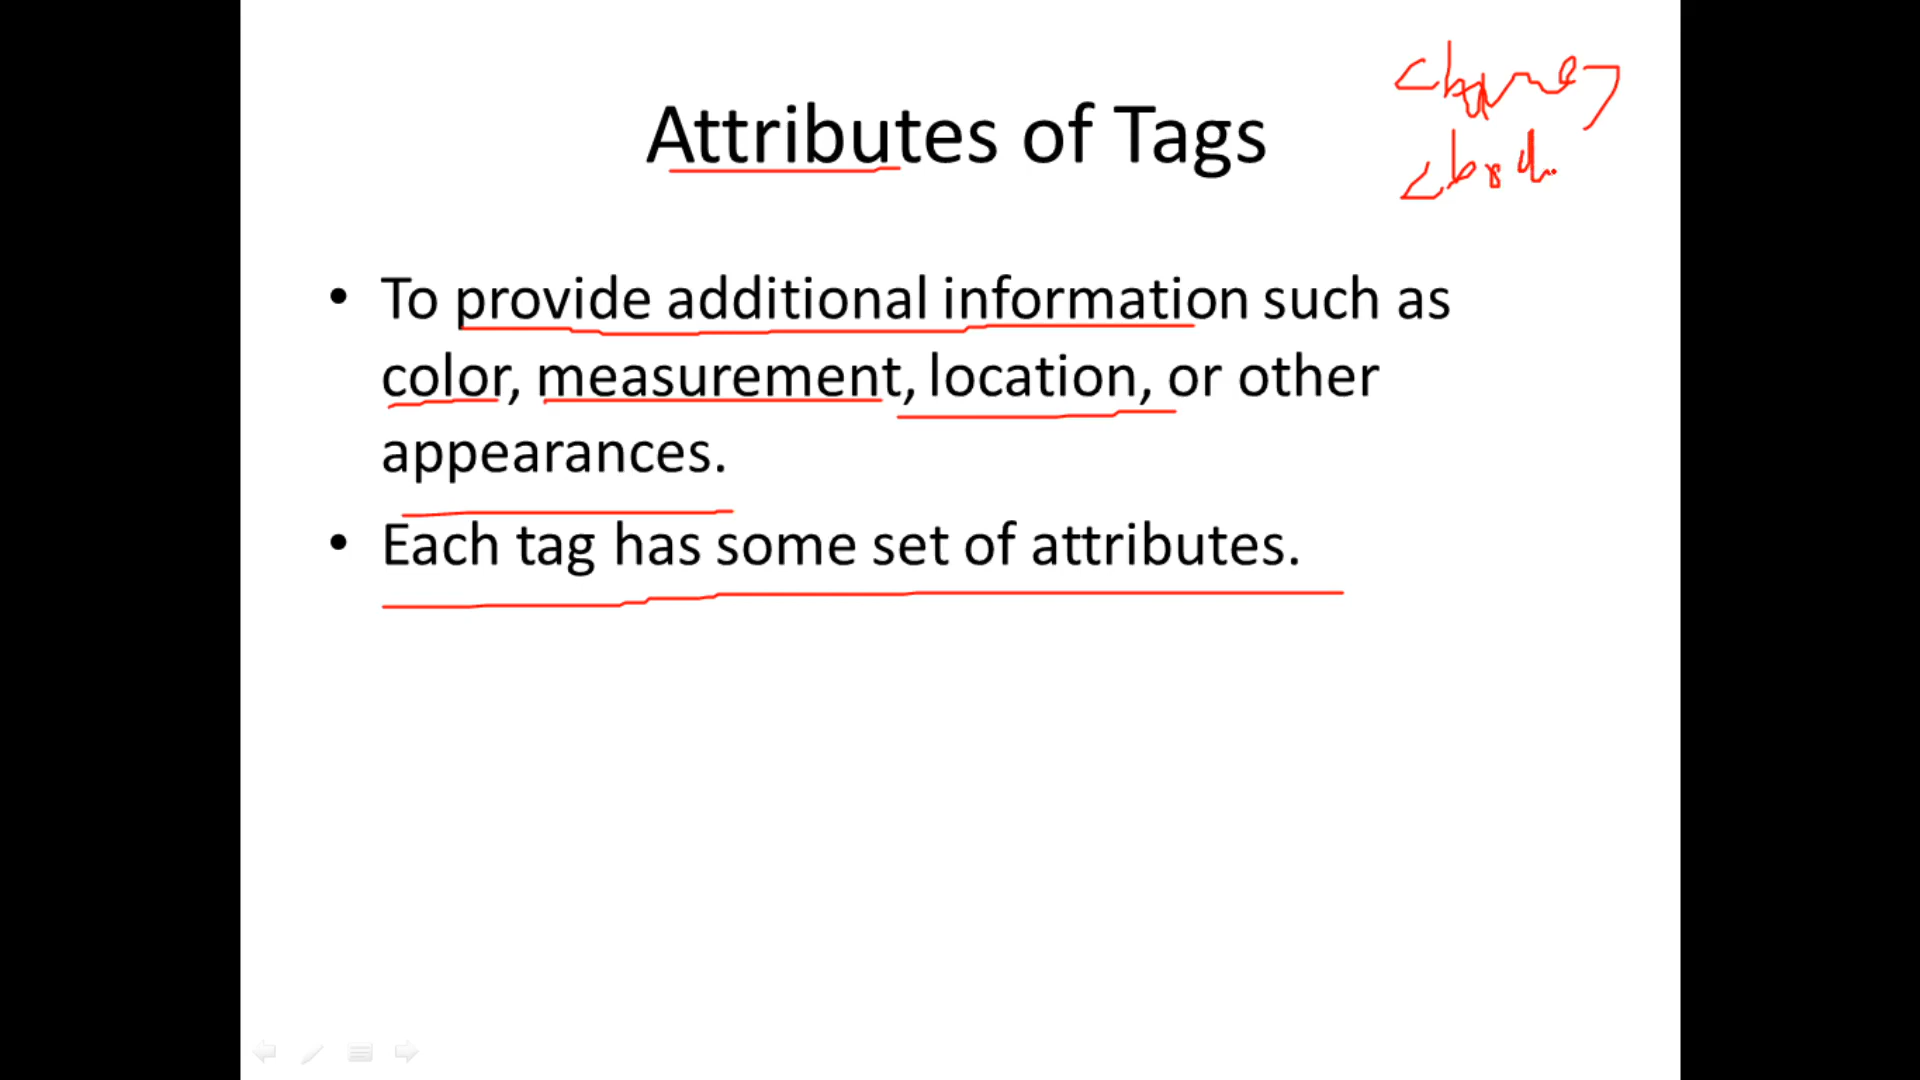 Attributes of Tags
• To provide additional information such as
color, measurement, location, or other
appearances.
• Each tag has some set of attributes.